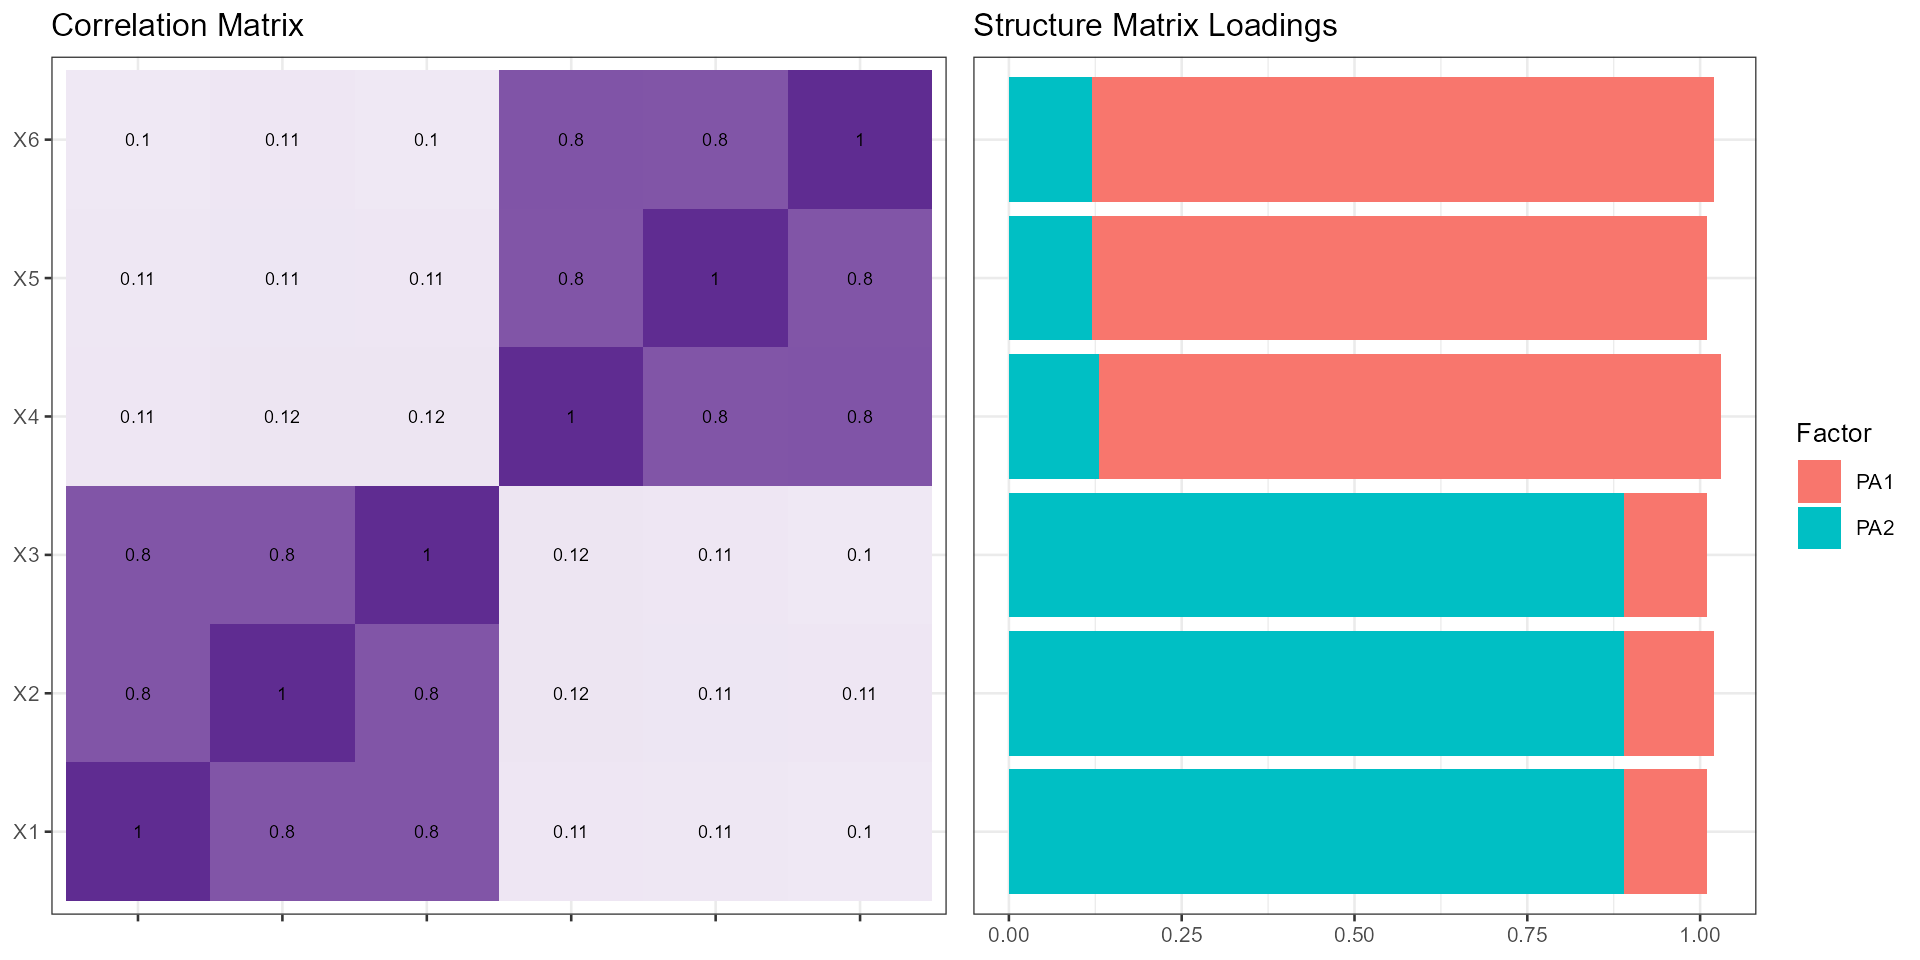 Correlation Matrix
Structure Matrix Loadings
X6 0.1 0.11 0.1 0.8 0.8 1
X5 0.11 0.11 0.11 0.8 1 0.8
X4 0.11 0.12 0.12 1 0.8 0.8
X3 0.8 0.8 1 0.12 0.11 0.1
X2 0.8 1 0.8 0.12 0.11 0.11
X1 1 0.8 0.8 0.11 0.11 0.1
0.00 0.25 0.50 0.75 1.00
Factor
PA1
PA2